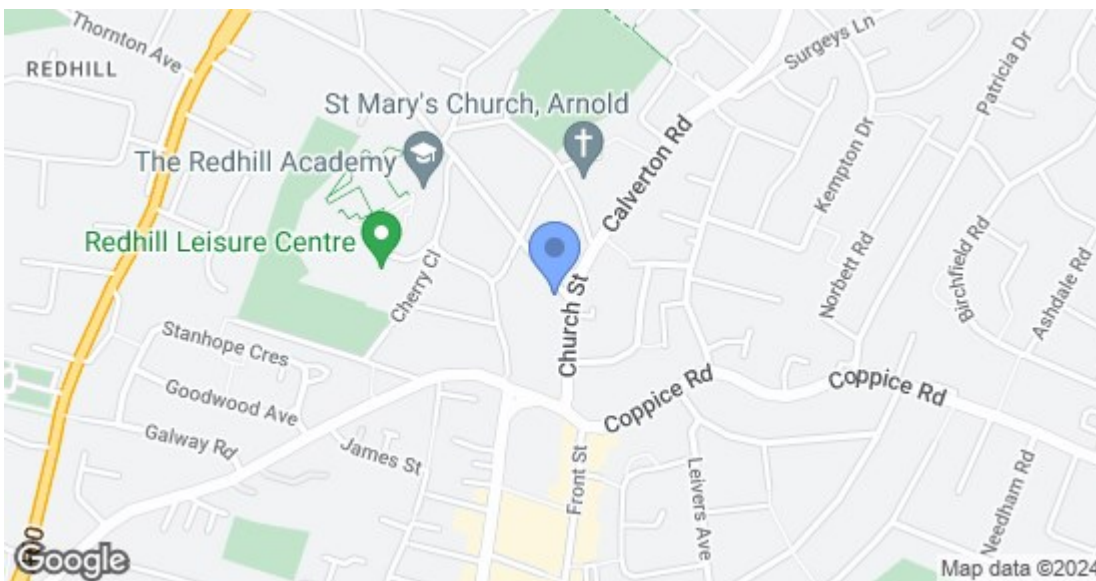 Thornton Ave
REDHILL
Surgeys Ln
Patricia Dr
St Mary's Church, Arnold
The Redhill Academy
Calverton Rd
Kempton Dr
Redhill Leisure Centre
Cherry Cl
Norbett Rd
Birchfield Rd
Ashdale Rd
Church St
Stanhope Cres
Goodwood Ave
Galway Rd
James St
Coppice Rd
Coppice Rd
Front St
Leivers Ave
Needham Rd
Google
Map data ©2024